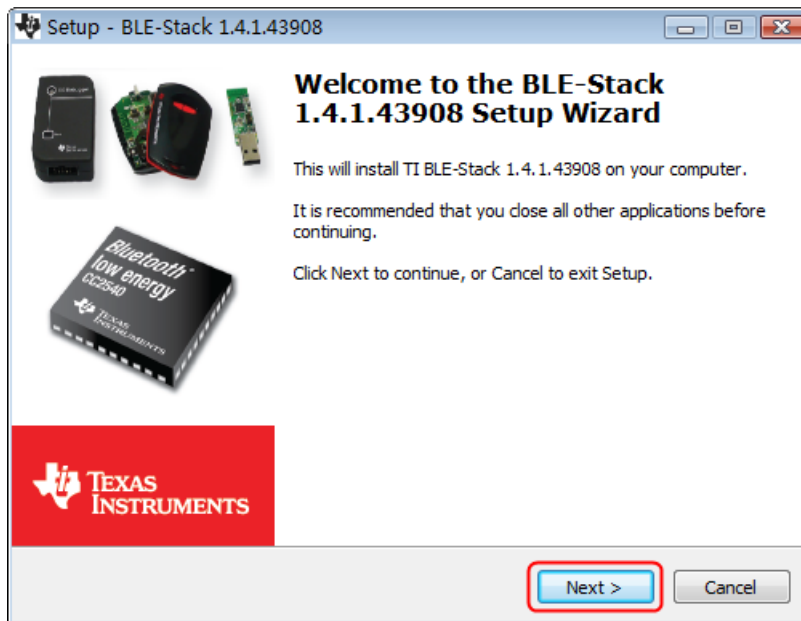 Setup - BLE-Stack 1.4.1.43908
Welcome to the BLE-Stack
1.4.1.43908 Setup Wizard
This will install TI BLE-Stack 1.4.1.43908 on your computer.
It is recommended that you close all other applications before
continuing.
Click Next to continue, or Cancel to exit Setup.
Bluetooth®
low energy
CC2540
TEXAS
INSTRUMENTS
TEXAS
INSTRUMENTS
Next >
Cancel